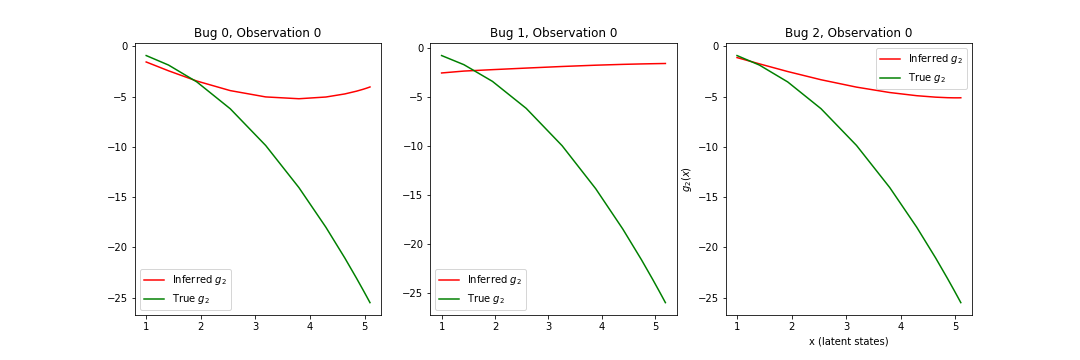 Bug 0, Observation 0
0
−5
−10
−15
−20
−25
1 2 3 4 5
Inferred g₂
True g₂
Bug 1, Observation 0
0
−5
−10
−15
−20
−25
1 2 3 4 5
Inferred g₂
True g₂
Bug 2, Observation 0
g₂(x)
0
−5
−10
−15
−20
−25
1 2 3 4 5
x (latent states)
Inferred g₂
True g₂